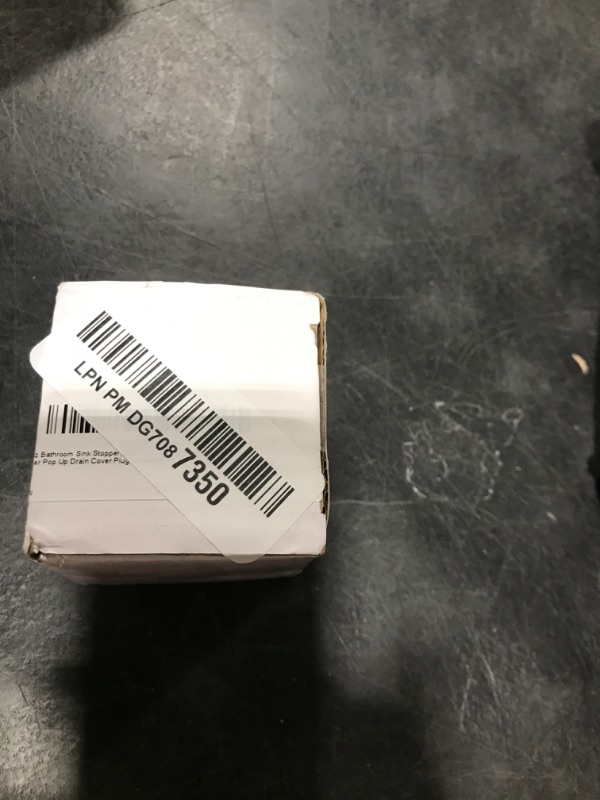 LPN PM DG708 7350
Bathroom Sink Stopper
Pop Up Drain Cover Plug